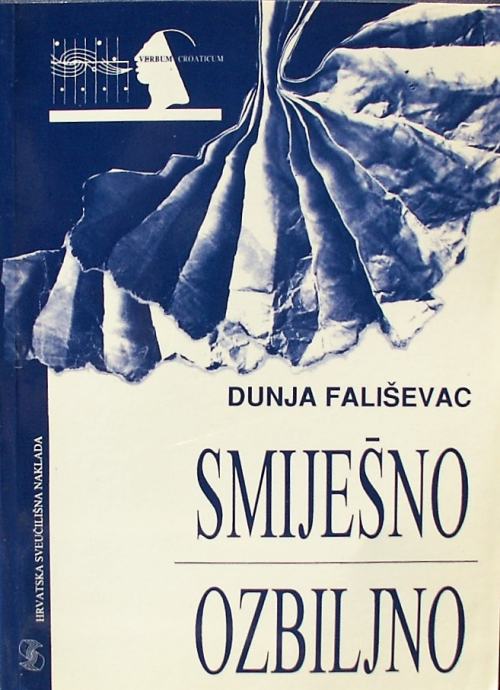 VERBUM CROATICUM
DUNJA FALIŠEVAC
SMIJEŠNO
OZBILJNO
HRVATSKA SVEUČILIŠNA NAKLADA